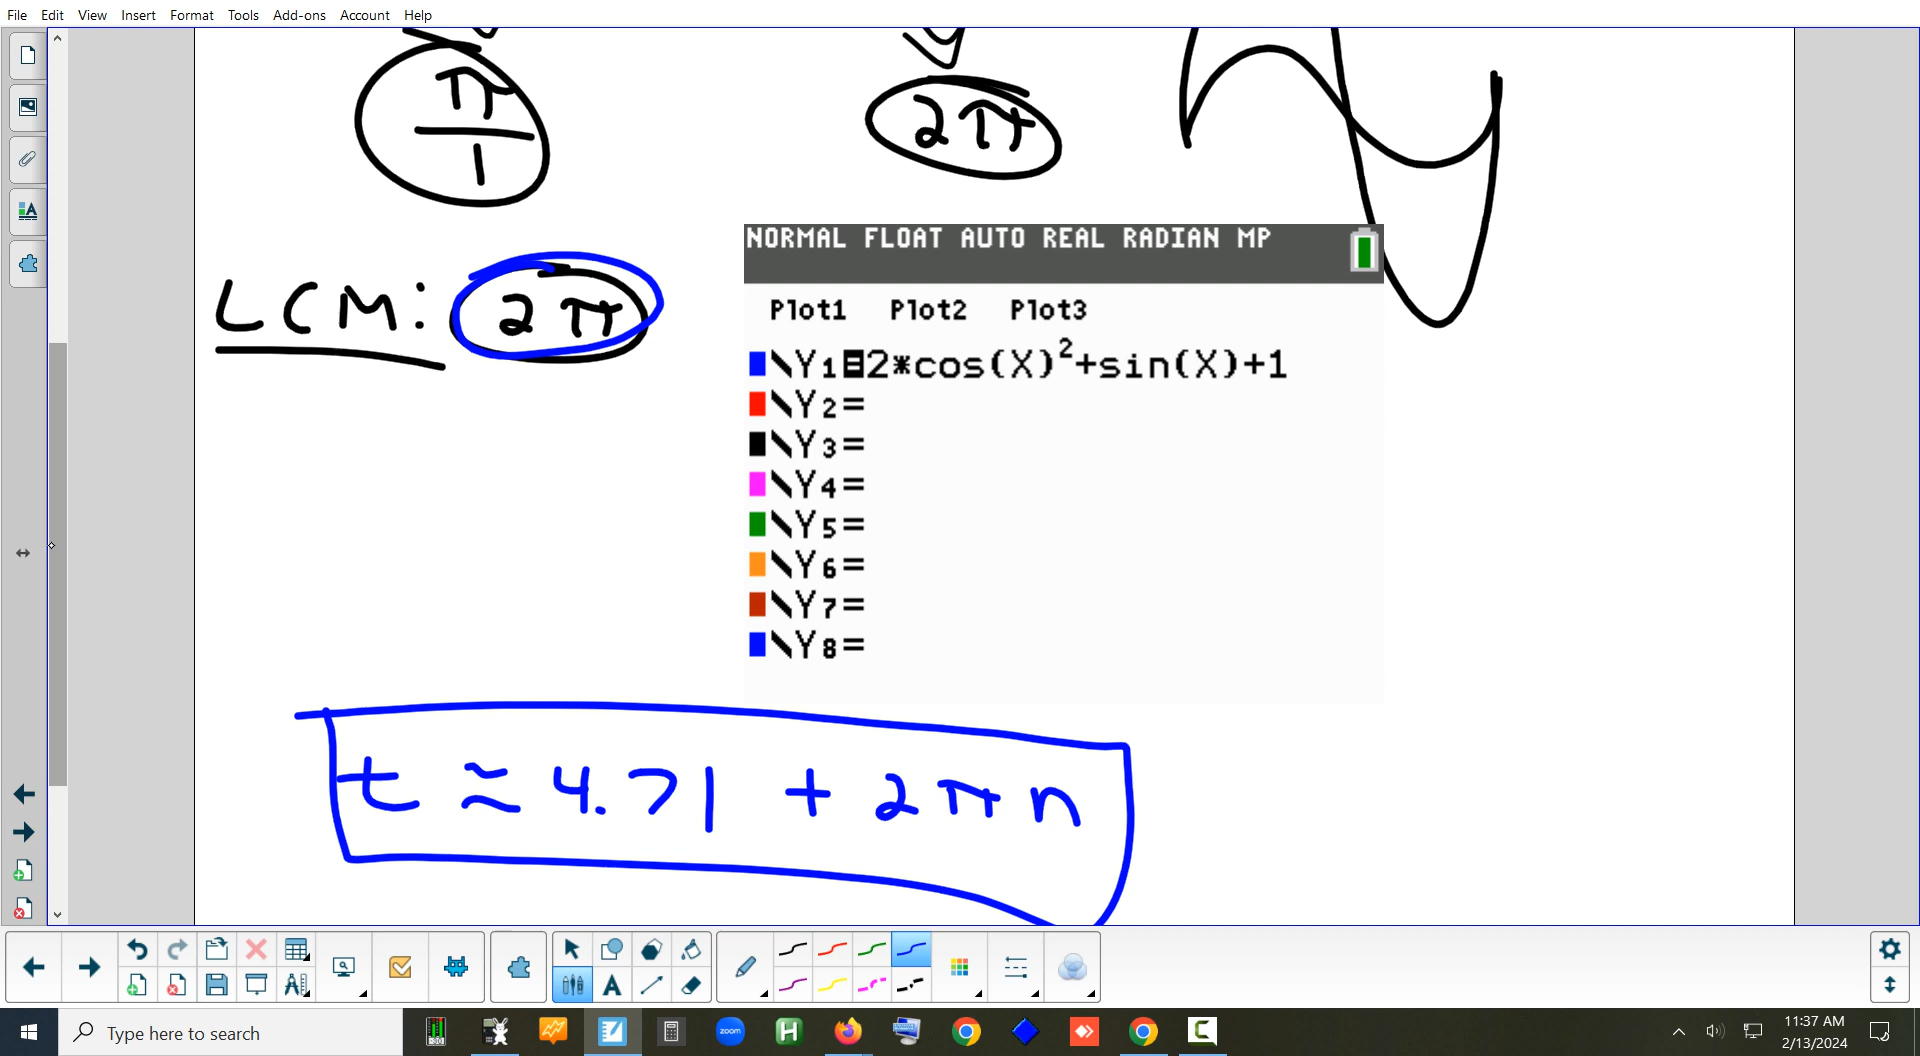 File Edit View Insert Format Tools Add-ons Account Help
π
1
2π
LCM: 2π
NORMAL FLOAT AUTO REAL RADIAN MP
Plot1 Plot2 Plot3
\Y1=2*cos(X)²+sin(X)+1
\Y2=
\Y3=
\Y4=
\Y5=
\Y6=
\Y7=
\Y8=
t ≈ 4.71 + 2πn
Type here to search
zoom
11:37 AM
2/13/2024